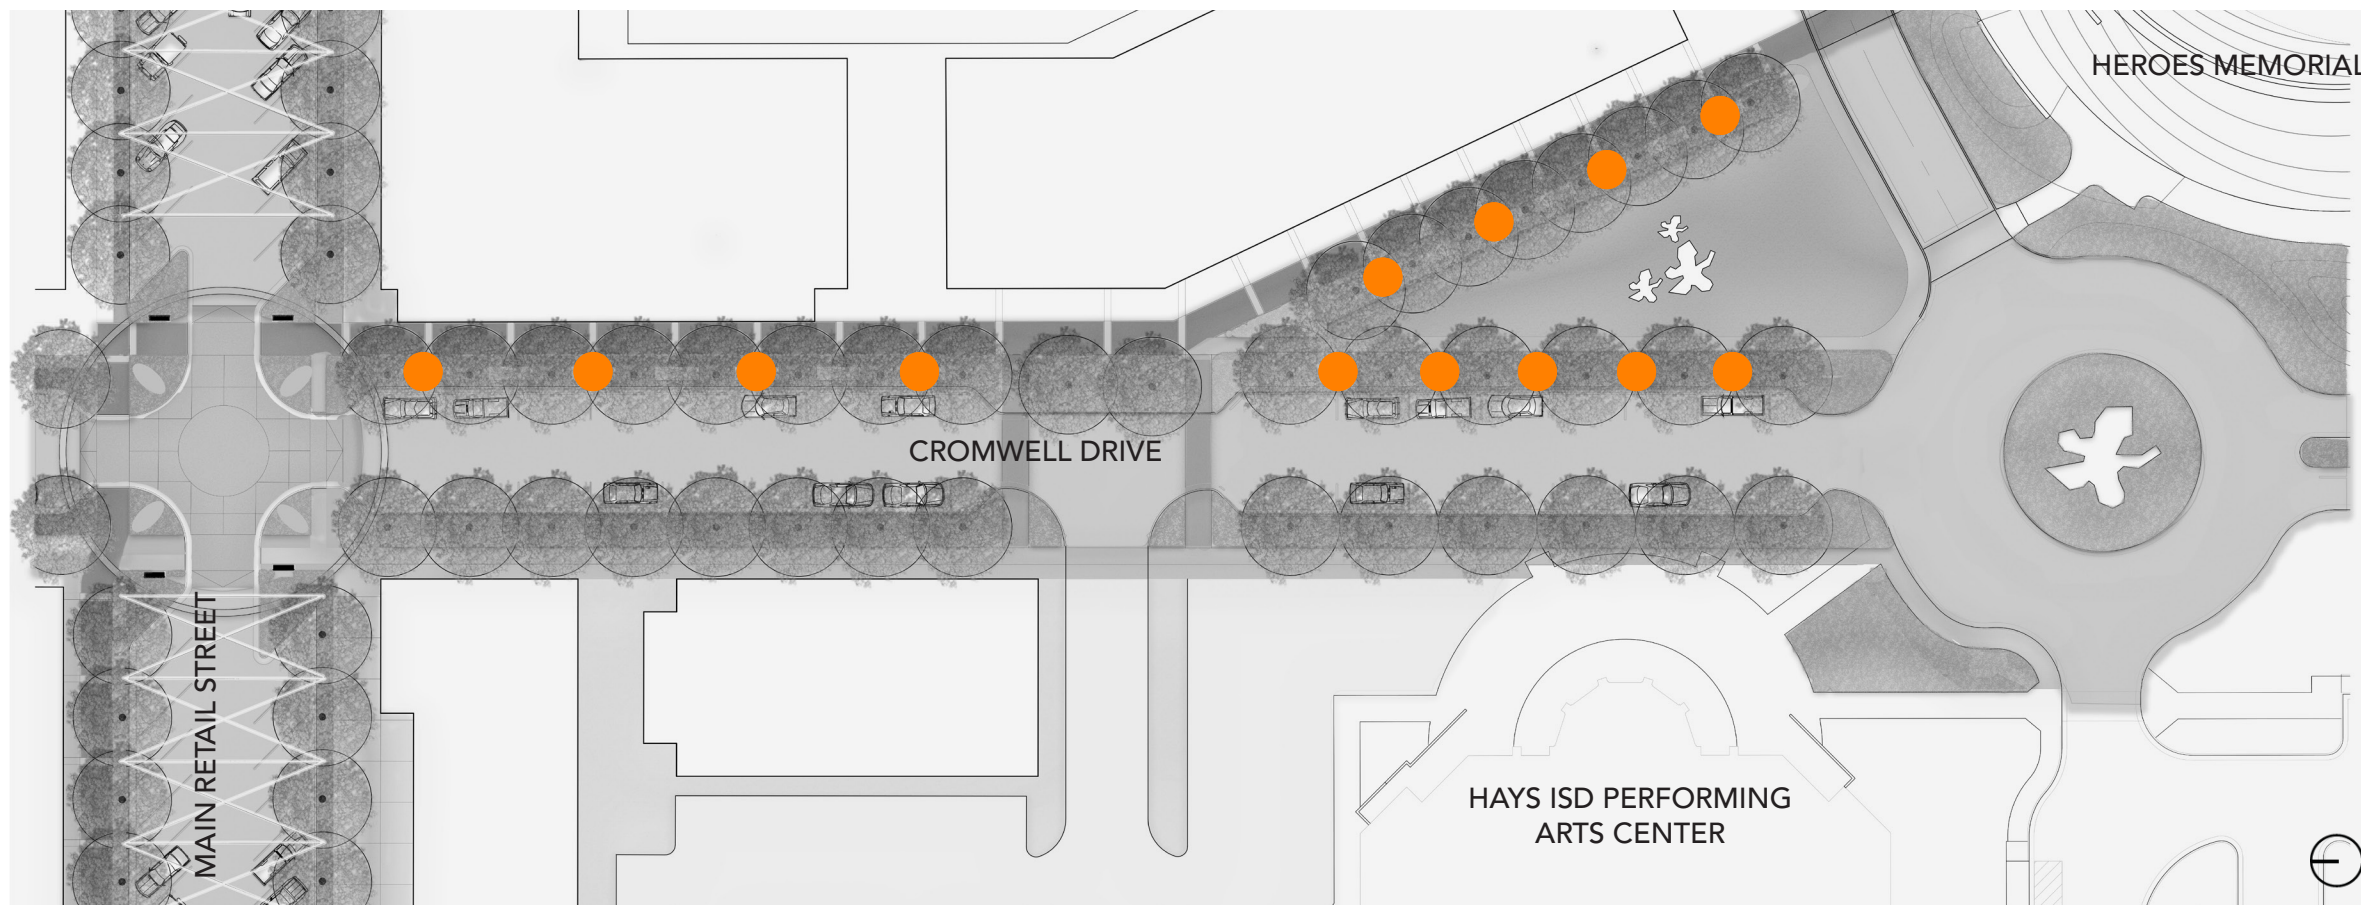 HEROES MEMORIAL
CROMWELL DRIVE
MAIN RETAIL STREET
HAYS ISD PERFORMING
ARTS CENTER